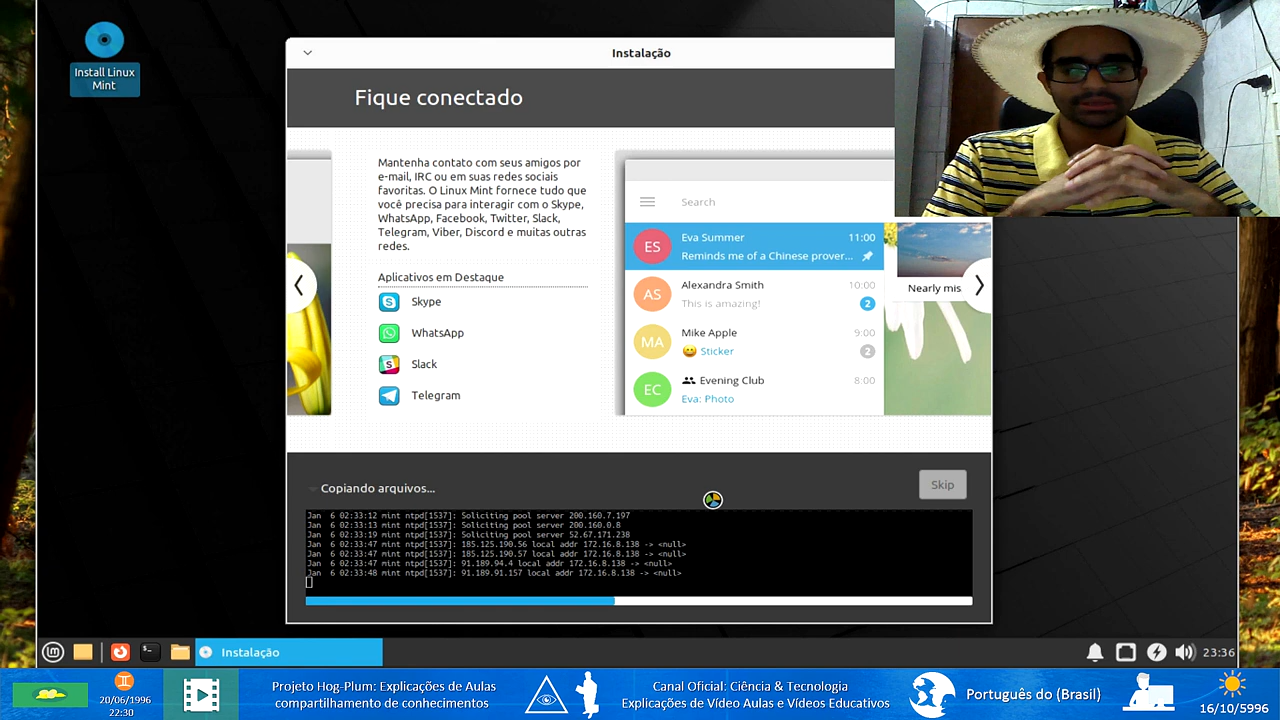 Install Linux
Mint
Instalação
Fique conectado
Mantenha contato com seus amigos por
e-mail, IRC ou em suas redes sociais
favoritas. O Linux Mint fornece tudo que
você precisa para interagir com o Skype,
WhatsApp, Facebook, Twitter, Slack,
Telegram, Viber, Discord e muitas outras
redes.
Aplicativos em Destaque
Skype
WhatsApp
Slack
Telegram
Search
ES
Eva Summer
11:00
Reminds me of a Chinese prover...
AS
Alexandra Smith
10:00
This is amazing!
2
MA
Mike Apple
9:00
Sticker
2
EC
Evening Club
8:00
Eva: Photo
Nearly mis
Copiando arquivos...
Skip
Jan 6 02:33:12 mint ntpd[1537]: Soliciting pool server 200.160.7.197
Jan 6 02:33:13 mint ntpd[1537]: Soliciting pool server 200.160.0.8
Jan 6 02:33:19 mint ntpd[1537]: Soliciting pool server 52.67.171.238
Jan 6 02:33:47 mint ntpd[1537]: 185.125.190.56 local addr 172.16.8.138 -> <null>
Jan 6 02:33:47 mint ntpd[1537]: 185.125.190.57 local addr 172.16.8.138 -> <null>
Jan 6 02:33:47 mint ntpd[1537]: 91.189.94.4 local addr 172.16.8.138 -> <null>
Jan 6 02:33:48 mint ntpd[1537]: 91.189.91.157 local addr 172.16.8.138 -> <null>
Instalação
23:36
20/06/1996
22:30
Projeto Hog-Plum: Explicações de Aulas
compartilhamento de conhecimentos
Canal Oficial: Ciência & Tecnologia
Explicações de Vídeo Aulas e Vídeos Educativos
Português do (Brasil)
16/10/5996